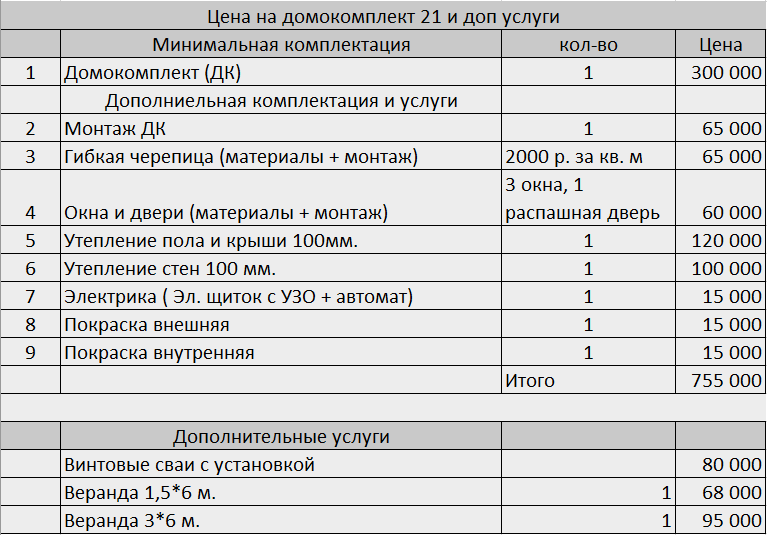 Цена на домокомплект 21 и доп услуги
Минимальная комплектация кол-во Цена
1 Домокомплект (ДК) 1 300 000
Дополниельная комплектация и услуги
2 Монтаж ДК 1 65 000
3 Гибкая черепица (материалы + монтаж) 2000 р. за кв. м 65 000
3 окна, 1
4 Окна и двери (материалы + монтаж) распашная дверь 60 000
5 Утепление пола и крыши 100мм. 1 120 000
6 Утепление стен 100 мм. 1 100 000
7 Электрика ( Эл. щиток с УЗО + автомат) 1 15 000
8 Покраска внешняя 1 15 000
9 Покраска внутренняя 1 15 000
Итого 755 000
Дополнительные услуги
Винтовые сваи с установкой 80 000
Веранда 1,5*6 м. 1 68 000
Веранда 3*6 м. 1 95 000